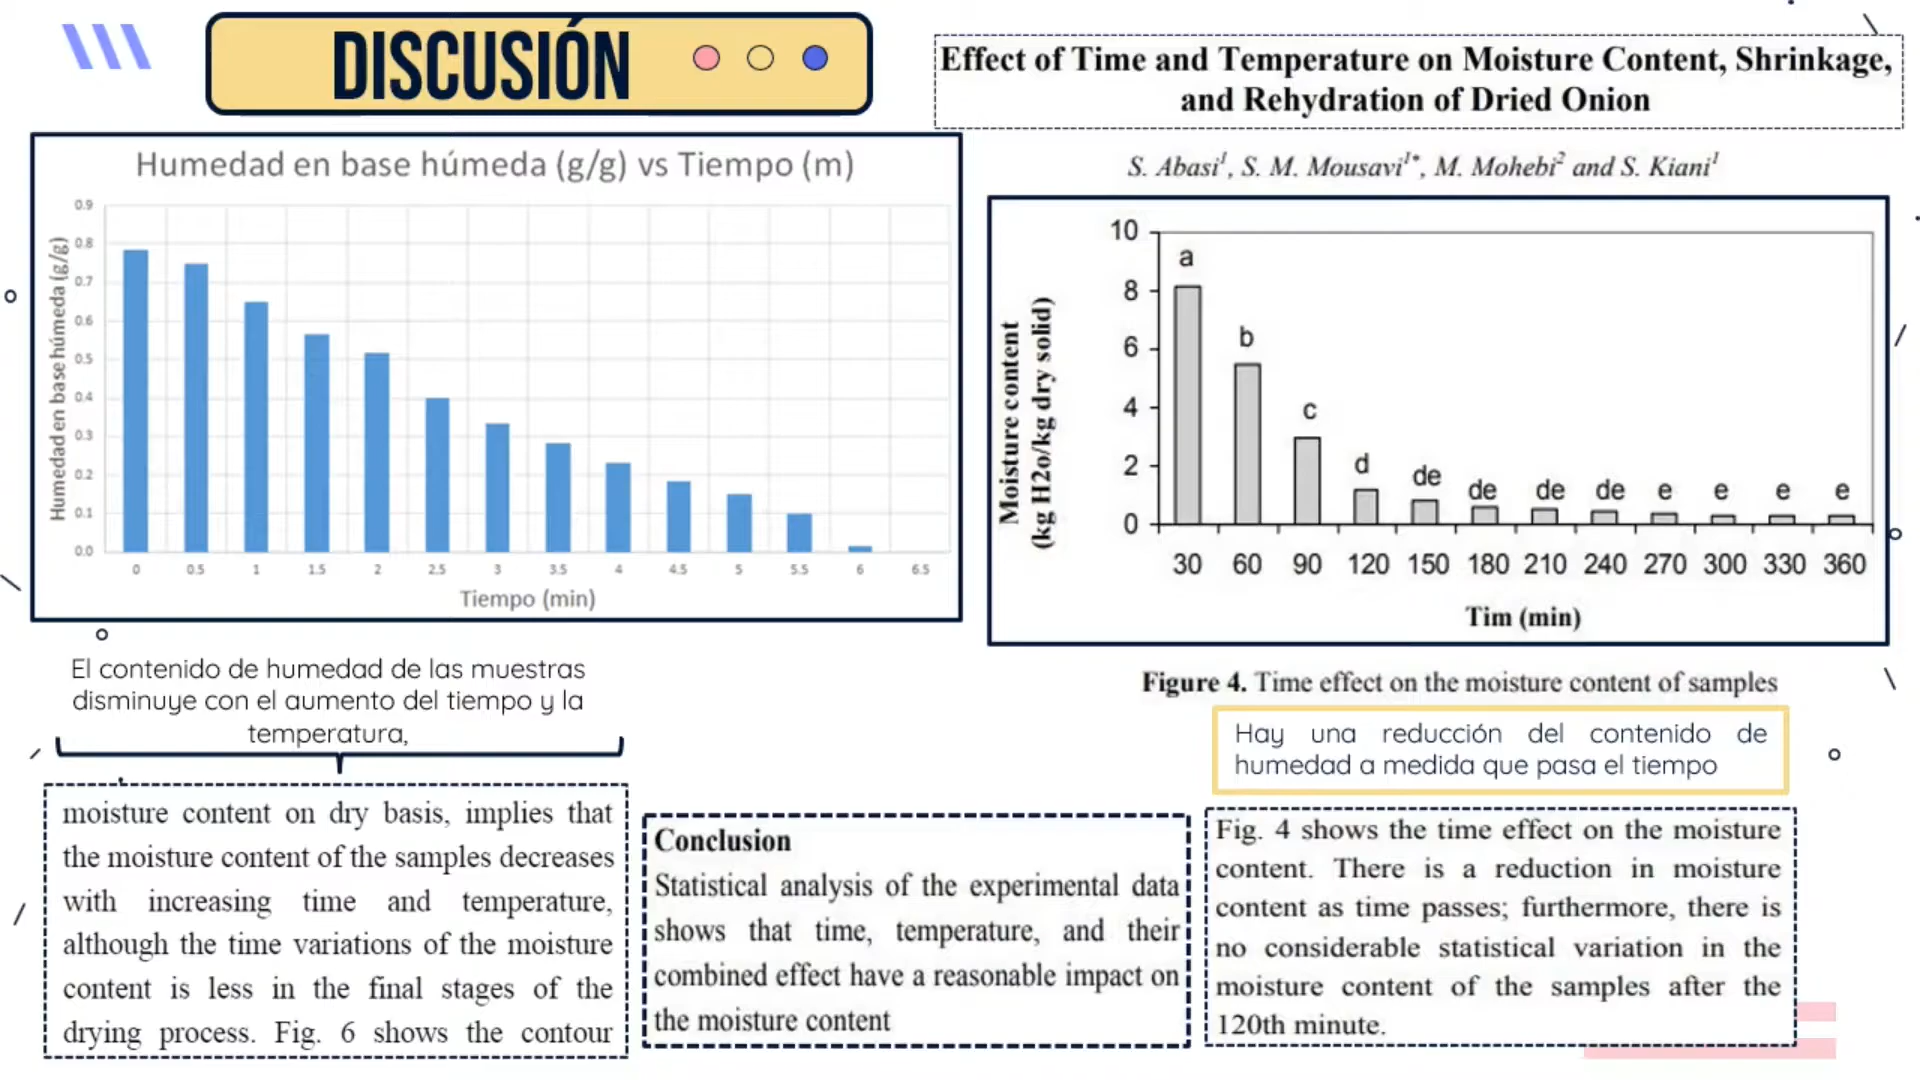 DISCUSIÓN
Effect of Time and Temperature on Moisture Content, Shrinkage,
and Rehydration of Dried Onion
S. Abasi¹, S. M. Mousavi¹*, M. Mohebi² and S. Kiani¹
Humedad en base húmeda (g/g) vs Tiempo (m)
Humedad en base húmeda (g/g)
0.9
0.8
0.7
0.6
0.5
0.4
0.3
0.2
0.1
0.0
0 0.5 1 1.5 2 2.5 3 3.5 4 4.5 5 5.5 6 6.5
Tiempo (min)
Moisture content
(kg H2o/kg dry solid)
10
8
6
4
2
0
a b c d de de de de e e e e
30 60 90 120 150 180 210 240 270 300 330 360
Tim (min)
Figure 4. Time effect on the moisture content of samples
El contenido de humedad de las muestras
disminuye con el aumento del tiempo y la
temperatura,
moisture content on dry basis, implies that
the moisture content of the samples decreases
with increasing time and temperature,
although the time variations of the moisture
content is less in the final stages of the
drying process. Fig. 6 shows the contour
Conclusion
Statistical analysis of the experimental data
shows that time, temperature, and their
combined effect have a reasonable impact on
the moisture content
Hay una reducción del contenido de
humedad a medida que pasa el tiempo
Fig. 4 shows the time effect on the moisture
content. There is a reduction in moisture
content as time passes; furthermore, there is
no considerable statistical variation in the
moisture content of the samples after the
120th minute.